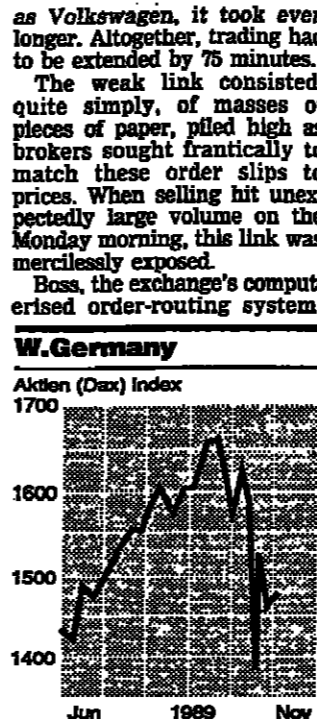 as Volkswagen, it took even
longer. Altogether, trading had
to be extended by 75 minutes.
The weak link consisted,
quite simply, of masses of
pieces of paper, piled high as
brokers sought frantically to
match these order slips to
prices. When selling hit unex-
pectedly large volume on the
Monday morning, this link was
mercilessly exposed.
Boss, the exchange's comput-
erised order-routing system,
W.Germany
Aktien (Dax) Index
1700
1600
1500
1400
Jun 1989 Nov